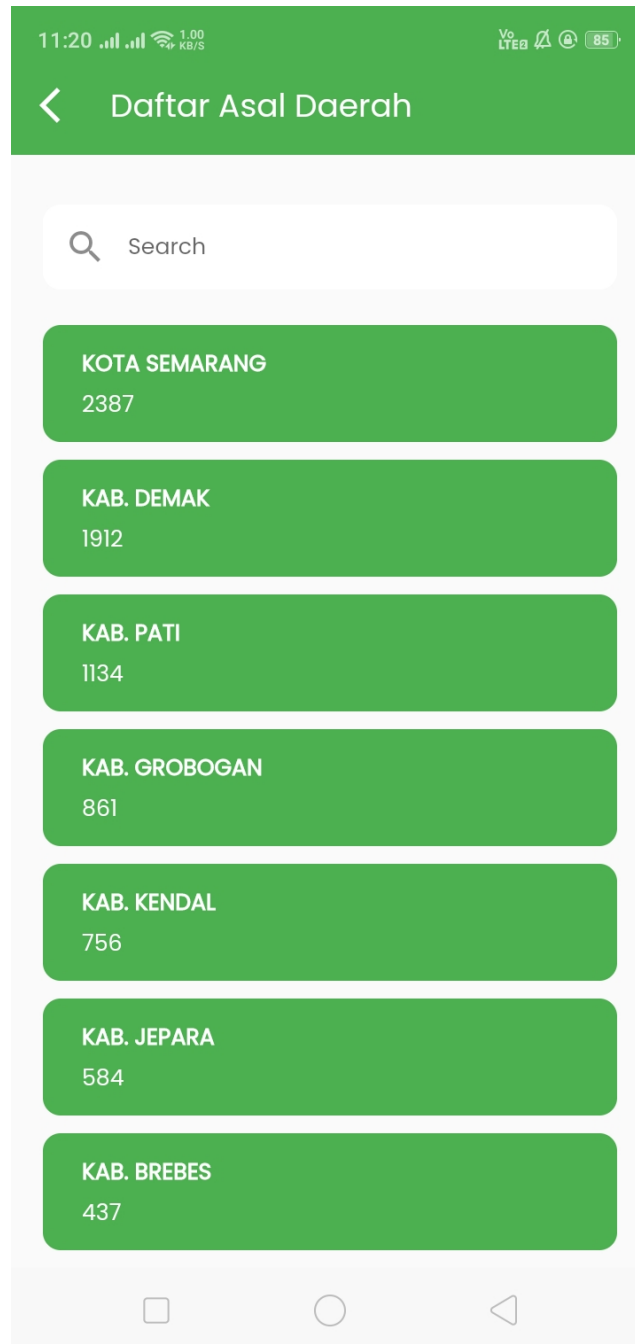 11:20 1.00 KB/S Vo LTE2 85
Daftar Asal Daerah
Search
KOTA SEMARANG
2387
KAB. DEMAK
1912
KAB. PATI
1134
KAB. GROBOGAN
861
KAB. KENDAL
756
KAB. JEPARA
584
KAB. BREBES
437